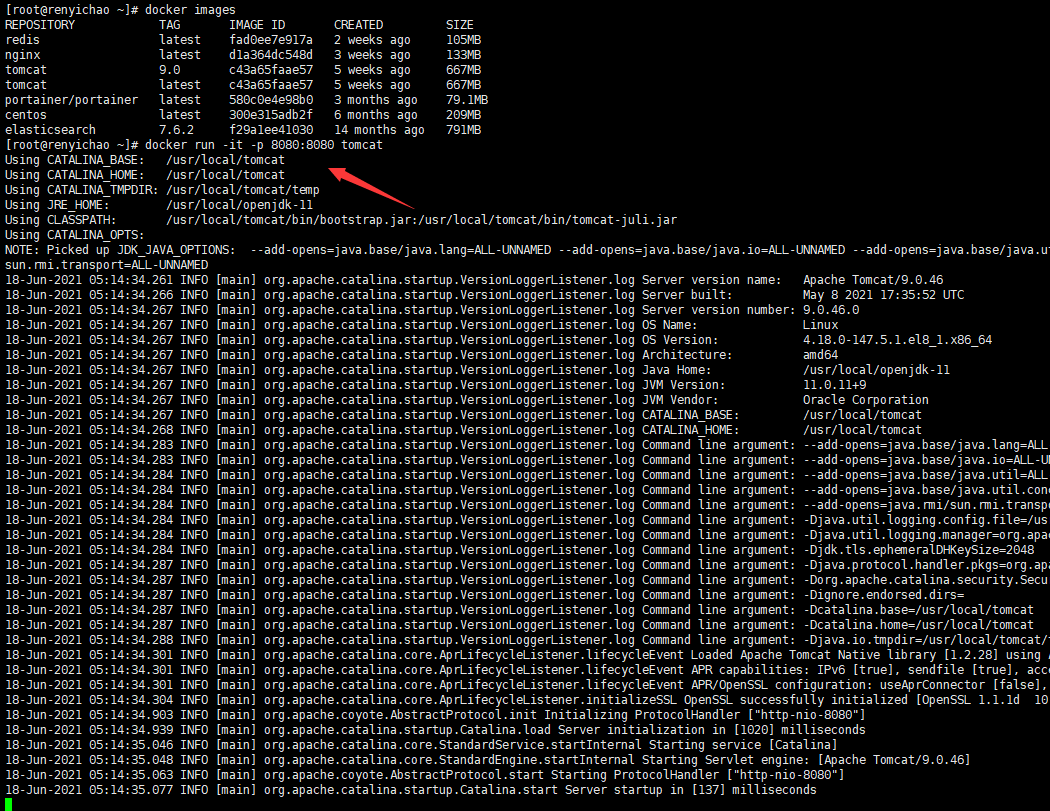 [root@renyichao ~]# docker images
REPOSITORY TAG IMAGE ID CREATED SIZE
redis latest fad0ee7e917a 2 weeks ago 105MB
nginx latest d1a364dc548d 3 weeks ago 133MB
tomcat 9.0 c43a65faae57 5 weeks ago 667MB
tomcat latest c43a65faae57 5 weeks ago 667MB
portainer/portainer latest 580c0e4e98b0 3 months ago 79.1MB
centos latest 300e315adb2f 6 months ago 209MB
elasticsearch 7.6.2 f29a1ee41030 14 months ago 791MB
[root@renyichao ~]# docker run -it -p 8080:8080 tomcat
Using CATALINA_BASE: /usr/local/tomcat
Using CATALINA_HOME: /usr/local/tomcat
Using CATALINA_TMPDIR: /usr/local/tomcat/temp
Using JRE_HOME: /usr/local/openjdk-11
Using CLASSPATH: /usr/local/tomcat/bin/bootstrap.jar:/usr/local/tomcat/bin/tomcat-juli.jar
Using CATALINA_OPTS:
NOTE: Picked up JDK_JAVA_OPTIONS: --add-opens=java.base/java.lang=ALL-UNNAMED --add-opens=java.base/java.io=ALL-UNNAMED --add-opens=java.base/java.ut
sun.rmi.transport=ALL-UNNAMED
18-Jun-2021 05:14:34.261 INFO [main] org.apache.catalina.startup.VersionLoggerListener.log Server version name: Apache Tomcat/9.0.46
18-Jun-2021 05:14:34.266 INFO [main] org.apache.catalina.startup.VersionLoggerListener.log Server built: May 8 2021 17:35:52 UTC
18-Jun-2021 05:14:34.267 INFO [main] org.apache.catalina.startup.VersionLoggerListener.log Server version number: 9.0.46.0
18-Jun-2021 05:14:34.267 INFO [main] org.apache.catalina.startup.VersionLoggerListener.log OS Name: Linux
18-Jun-2021 05:14:34.267 INFO [main] org.apache.catalina.startup.VersionLoggerListener.log OS Version: 4.18.0-147.5.1.el8_1.x86_64
18-Jun-2021 05:14:34.267 INFO [main] org.apache.catalina.startup.VersionLoggerListener.log Architecture: amd64
18-Jun-2021 05:14:34.267 INFO [main] org.apache.catalina.startup.VersionLoggerListener.log Java Home: /usr/local/openjdk-11
18-Jun-2021 05:14:34.267 INFO [main] org.apache.catalina.startup.VersionLoggerListener.log JVM Version: 11.0.11+9
18-Jun-2021 05:14:34.267 INFO [main] org.apache.catalina.startup.VersionLoggerListener.log JVM Vendor: Oracle Corporation
18-Jun-2021 05:14:34.267 INFO [main] org.apache.catalina.startup.VersionLoggerListener.log CATALINA_BASE: /usr/local/tomcat
18-Jun-2021 05:14:34.268 INFO [main] org.apache.catalina.startup.VersionLoggerListener.log CATALINA_HOME: /usr/local/tomcat
18-Jun-2021 05:14:34.283 INFO [main] org.apache.catalina.startup.VersionLoggerListener.log Command line argument: --add-opens=java.base/java.lang=ALL
18-Jun-2021 05:14:34.283 INFO [main] org.apache.catalina.startup.VersionLoggerListener.log Command line argument: --add-opens=java.base/java.io=ALL-UN
18-Jun-2021 05:14:34.284 INFO [main] org.apache.catalina.startup.VersionLoggerListener.log Command line argument: --add-opens=java.base/java.util=ALL
18-Jun-2021 05:14:34.284 INFO [main] org.apache.catalina.startup.VersionLoggerListener.log Command line argument: --add-opens=java.base/java.util.conc
18-Jun-2021 05:14:34.284 INFO [main] org.apache.catalina.startup.VersionLoggerListener.log Command line argument: --add-opens=java.rmi/sun.rmi.transpo
18-Jun-2021 05:14:34.284 INFO [main] org.apache.catalina.startup.VersionLoggerListener.log Command line argument: -Djava.util.logging.config.file=/us
18-Jun-2021 05:14:34.284 INFO [main] org.apache.catalina.startup.VersionLoggerListener.log Command line argument: -Djava.util.logging.manager=org.apac
18-Jun-2021 05:14:34.284 INFO [main] org.apache.catalina.startup.VersionLoggerListener.log Command line argument: -Djdk.tls.ephemeralDHKeySize=2048
18-Jun-2021 05:14:34.287 INFO [main] org.apache.catalina.startup.VersionLoggerListener.log Command line argument: -Djava.protocol.handler.pkgs=org.apa
18-Jun-2021 05:14:34.287 INFO [main] org.apache.catalina.startup.VersionLoggerListener.log Command line argument: -Dorg.apache.catalina.security.Secu
18-Jun-2021 05:14:34.287 INFO [main] org.apache.catalina.startup.VersionLoggerListener.log Command line argument: -Dignore.endorsed.dirs=
18-Jun-2021 05:14:34.287 INFO [main] org.apache.catalina.startup.VersionLoggerListener.log Command line argument: -Dcatalina.base=/usr/local/tomcat
18-Jun-2021 05:14:34.287 INFO [main] org.apache.catalina.startup.VersionLoggerListener.log Command line argument: -Dcatalina.home=/usr/local/tomcat
18-Jun-2021 05:14:34.288 INFO [main] org.apache.catalina.startup.VersionLoggerListener.log Command line argument: -Djava.io.tmpdir=/usr/local/tomcat/t
18-Jun-2021 05:14:34.301 INFO [main] org.apache.catalina.core.AprLifecycleListener.lifecycleEvent Loaded Apache Tomcat Native library [1.2.28] using A
18-Jun-2021 05:14:34.301 INFO [main] org.apache.catalina.core.AprLifecycleListener.lifecycleEvent APR capabilities: IPv6 [true], sendfile [true], acce
18-Jun-2021 05:14:34.301 INFO [main] org.apache.catalina.core.AprLifecycleListener.lifecycleEvent APR/OpenSSL configuration: useAprConnector [false],
18-Jun-2021 05:14:34.304 INFO [main] org.apache.catalina.core.AprLifecycleListener.initializeSSL OpenSSL successfully initialized [OpenSSL 1.1.1d 10
18-Jun-2021 05:14:34.903 INFO [main] org.apache.coyote.AbstractProtocol.init Initializing ProtocolHandler ["http-nio-8080"]
18-Jun-2021 05:14:34.939 INFO [main] org.apache.catalina.startup.Catalina.load Server initialization in [1020] milliseconds
18-Jun-2021 05:14:35.046 INFO [main] org.apache.catalina.core.StandardService.startInternal Starting service [Catalina]
18-Jun-2021 05:14:35.048 INFO [main] org.apache.catalina.core.StandardEngine.startInternal Starting Servlet engine: [Apache Tomcat/9.0.46]
18-Jun-2021 05:14:35.063 INFO [main] org.apache.coyote.AbstractProtocol.start Starting ProtocolHandler ["http-nio-8080"]
18-Jun-2021 05:14:35.077 INFO [main] org.apache.catalina.startup.Catalina.start Server startup in [137] milliseconds